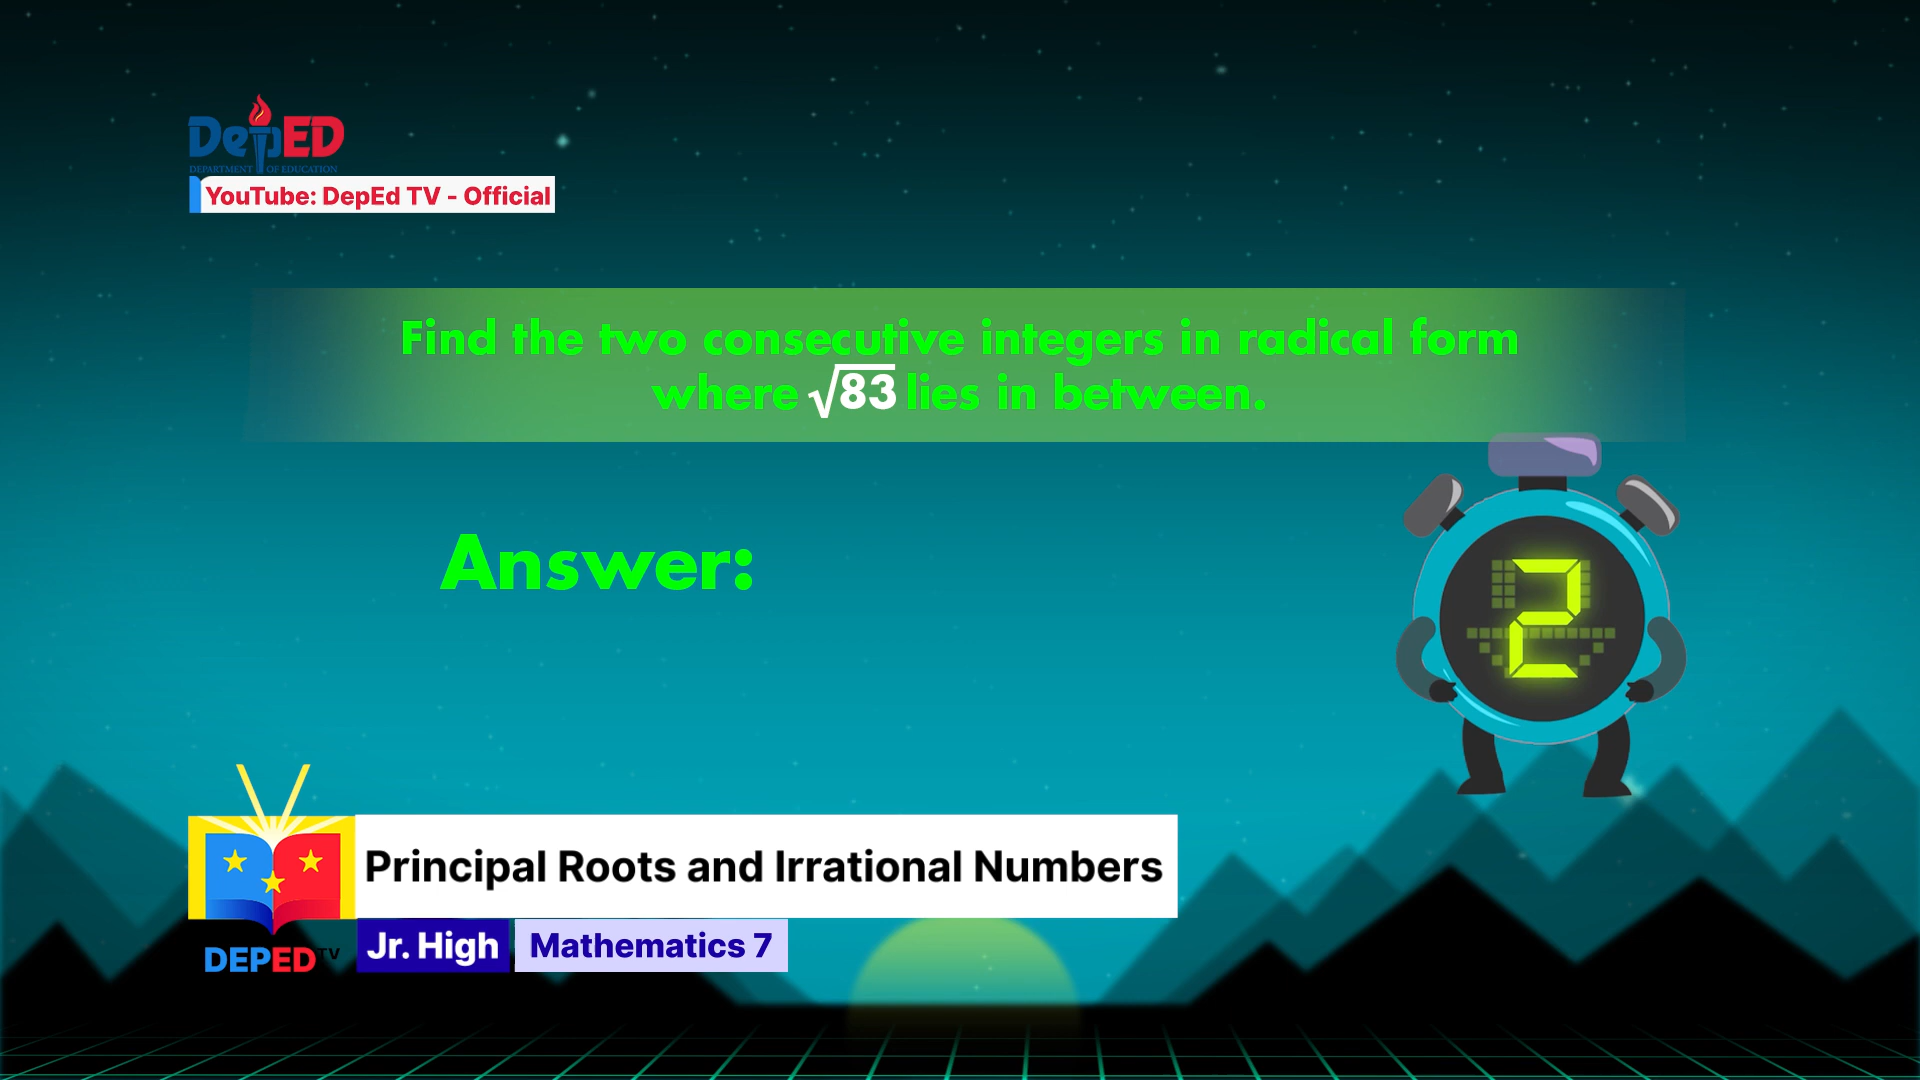 DepED
DEPARTMENT OF EDUCATION
YouTube: DepEd TV - Official
Find the two consecutive integers in radical form
where √83 lies in between.
Answer:
2
Principal Roots and Irrational Numbers
DEPED TV
Jr. High
Mathematics 7